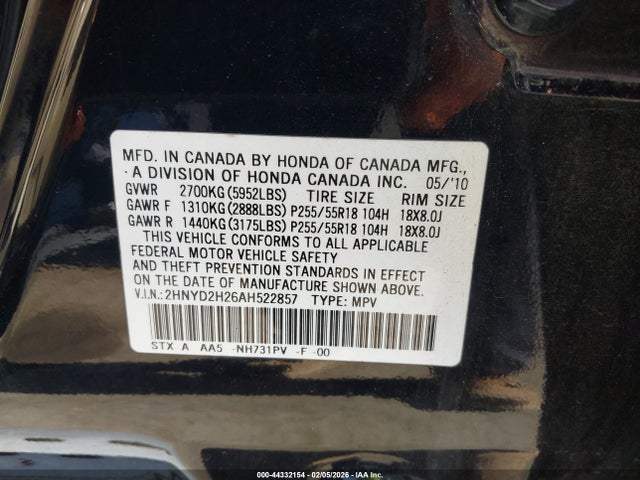 MFD. IN CANADA BY HONDA OF CANADA MFG.,
A DIVISION OF HONDA CANADA INC. 05/'10
GVWR 2700KG(5952LBS) TIRE SIZE RIM SIZE
GAWR F 1310KG(2888LBS) P255/55R18 104H 18X8.0J
GAWR R 1440KG(3175LBS) P255/55R18 104H 18X8.0J
THIS VEHICLE CONFORMS TO ALL APPLICABLE
FEDERAL MOTOR VEHICLE SAFETY
AND THEFT PREVENTION STANDARDS IN EFFECT
ON THE DATE OF MANUFACTURE SHOWN ABOVE.
V.I.N.: 2HNYD2H26AH522857 TYPE: MPV
STX A AA5 -NH731PV -F -00
000-44332154 - 02/05/2026 - IAA Inc.